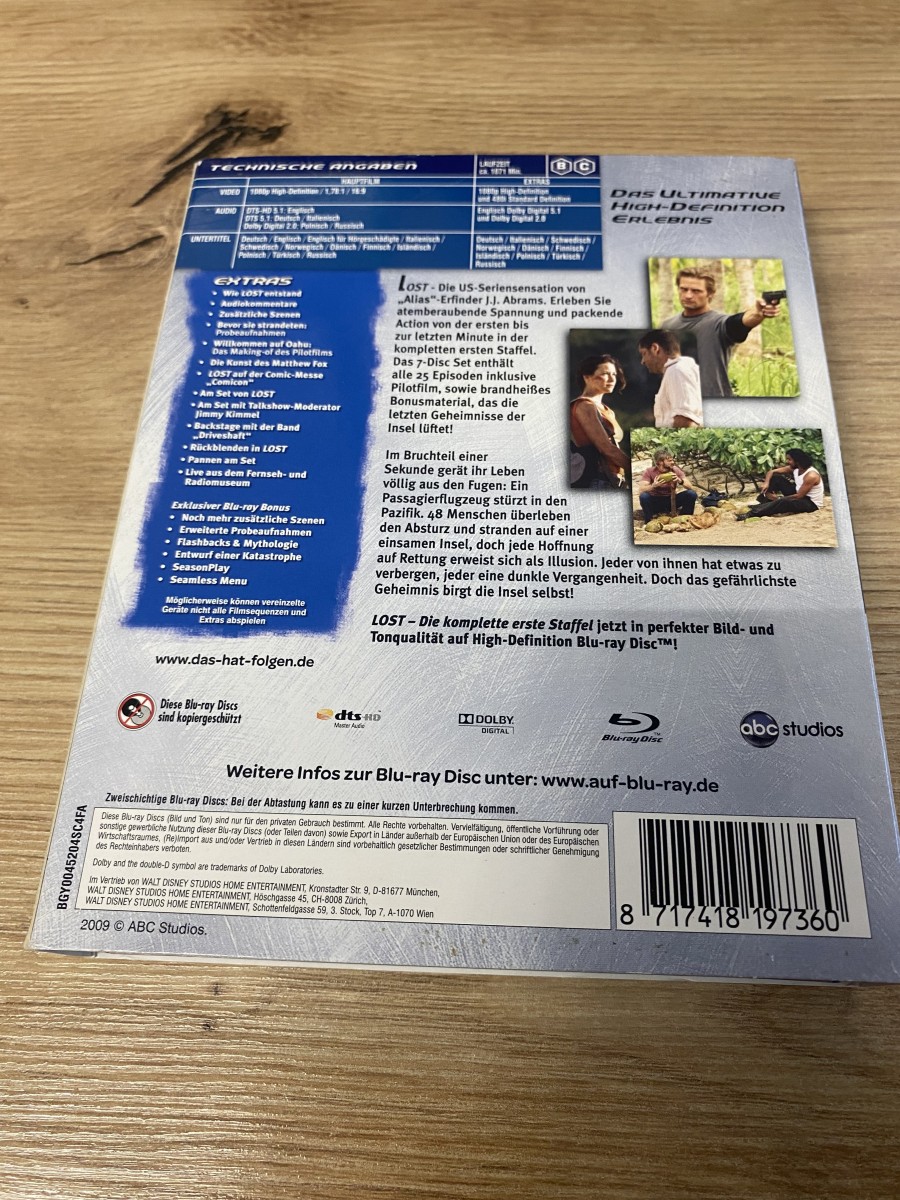 TECHNISCHE ANGABEN
LAUFZEIT
ca. 1071 Min.
B C
HAUPTFILM
EXTRAS
VIDEO
1080p High-Definition / 1,78:1 / 16:9
1080p High-Definition
und 480i Standard Definition
AUDIO
DTS-HD 5.1: Englisch
DTS 5.1: Deutsch / Italienisch
Dolby Digital 2.0: Polnisch / Russisch
Englisch Dolby Digital 5.1
und Dolby Digital 2.0
UNTERTITEL
Deutsch / Englisch / Englisch für Hörgeschädigte / Italienisch /
Schwedisch / Norwegisch / Dänisch / Finnisch / Isländisch /
Polnisch / Türkisch / Russisch
Deutsch / Italienisch / Schwedisch /
Norwegisch / Dänisch / Finnisch /
Isländisch / Polnisch / Türkisch /
Russisch
DAS ULTIMATIVE
HIGH-DEFINITION
ERLEBNIS
EXTRAS
• Wie LOST entstand
• Audiokommentare
• Zusätzliche Szenen
• Bevor sie strandeten:
Probeaufnahmen
• Willkommen auf Oahu:
Das Making-of des Pilotfilms
• Die Kunst des Matthew Fox
• LOST auf der Comic-Messe
„Comicon“
• Am Set von LOST
• Am Set mit Talkshow-Moderator
Jimmy Kimmel
• Backstage mit der Band
„Driveshaft“
• Rückblenden in LOST
• Pannen am Set
• Live aus dem Fernseh- und
Radiomuseum
Exklusiver Blu-ray Bonus
• Noch mehr zusätzliche Szenen
• Erweiterte Probeaufnahmen
• Flashbacks & Mythologie
• Entwurf einer Katastrophe
• SeasonPlay
• Seamless Menu
Möglicherweise können vereinzelte
Geräte nicht alle Filmsequenzen und
Extras abspielen
LOST - Die US-Seriensensation von
„Alias“-Erfinder J.J. Abrams. Erleben Sie
atemberaubende Spannung und packende
Action von der ersten bis
zur letzten Minute in der
kompletten ersten Staffel.
Das 7-Disc Set enthält
alle 25 Episoden inklusive
Pilotfilm, sowie brandheißes
Bonusmaterial, das die
letzten Geheimnisse der
Insel lüftet!
Im Bruchteil einer
Sekunde gerät ihr Leben
völlig aus den Fugen: Ein
Passagierflugzeug stürzt in den
Pazifik. 48 Menschen überleben
den Absturz und stranden auf einer
einsamen Insel, doch jede Hoffnung
auf Rettung erweist sich als Illusion. Jeder von ihnen hat etwas zu
verbergen, jeder eine dunkle Vergangenheit. Doch das gefährlichste
Geheimnis birgt die Insel selbst!
LOST – Die komplette erste Staffel jetzt in perfekter Bild- und
Tonqualität auf High-Definition Blu-ray Disc™!
www.das-hat-folgen.de
Diese Blu-ray Discs
sind kopiergeschützt
dts-HD
Master Audio
DOLBY
DIGITAL
Blu-ray Disc™
abc studios
Weitere Infos zur Blu-ray Disc unter: www.auf-blu-ray.de
Zweischichtige Blu-ray Discs: Bei der Abtastung kann es zu einer kurzen Unterbrechung kommen.
Diese Blu-ray Discs (Bild und Ton) sind nur für den privaten Gebrauch bestimmt. Alle Rechte vorbehalten. Vervielfältigung, öffentliche Vorführung oder
sonstige gewerbliche Nutzung dieser Blu-ray Discs (oder Teilen davon) sowie Export in Länder außerhalb der Europäischen Union oder des Europäischen
Wirtschaftsraumes, (Re)Import aus und/oder Vertrieb in diesen Ländern sind vorbehaltlich gesetzlicher Bestimmungen oder schriftlicher Genehmigung
des Rechteinhabers verboten.
Dolby and the double-D symbol are trademarks of Dolby Laboratories.
Im Vertrieb von WALT DISNEY STUDIOS HOME ENTERTAINMENT, Kronstadter Str. 9, D-81677 München,
WALT DISNEY STUDIOS HOME ENTERTAINMENT, Höschgasse 45, CH-8008 Zürich,
WALT DISNEY STUDIOS HOME ENTERTAINMENT, Schottenfeldgasse 59, 3. Stock, Top 7, A-1070 Wien
BGY0045204SC4FA
8 717418 197360
2009 © ABC Studios.